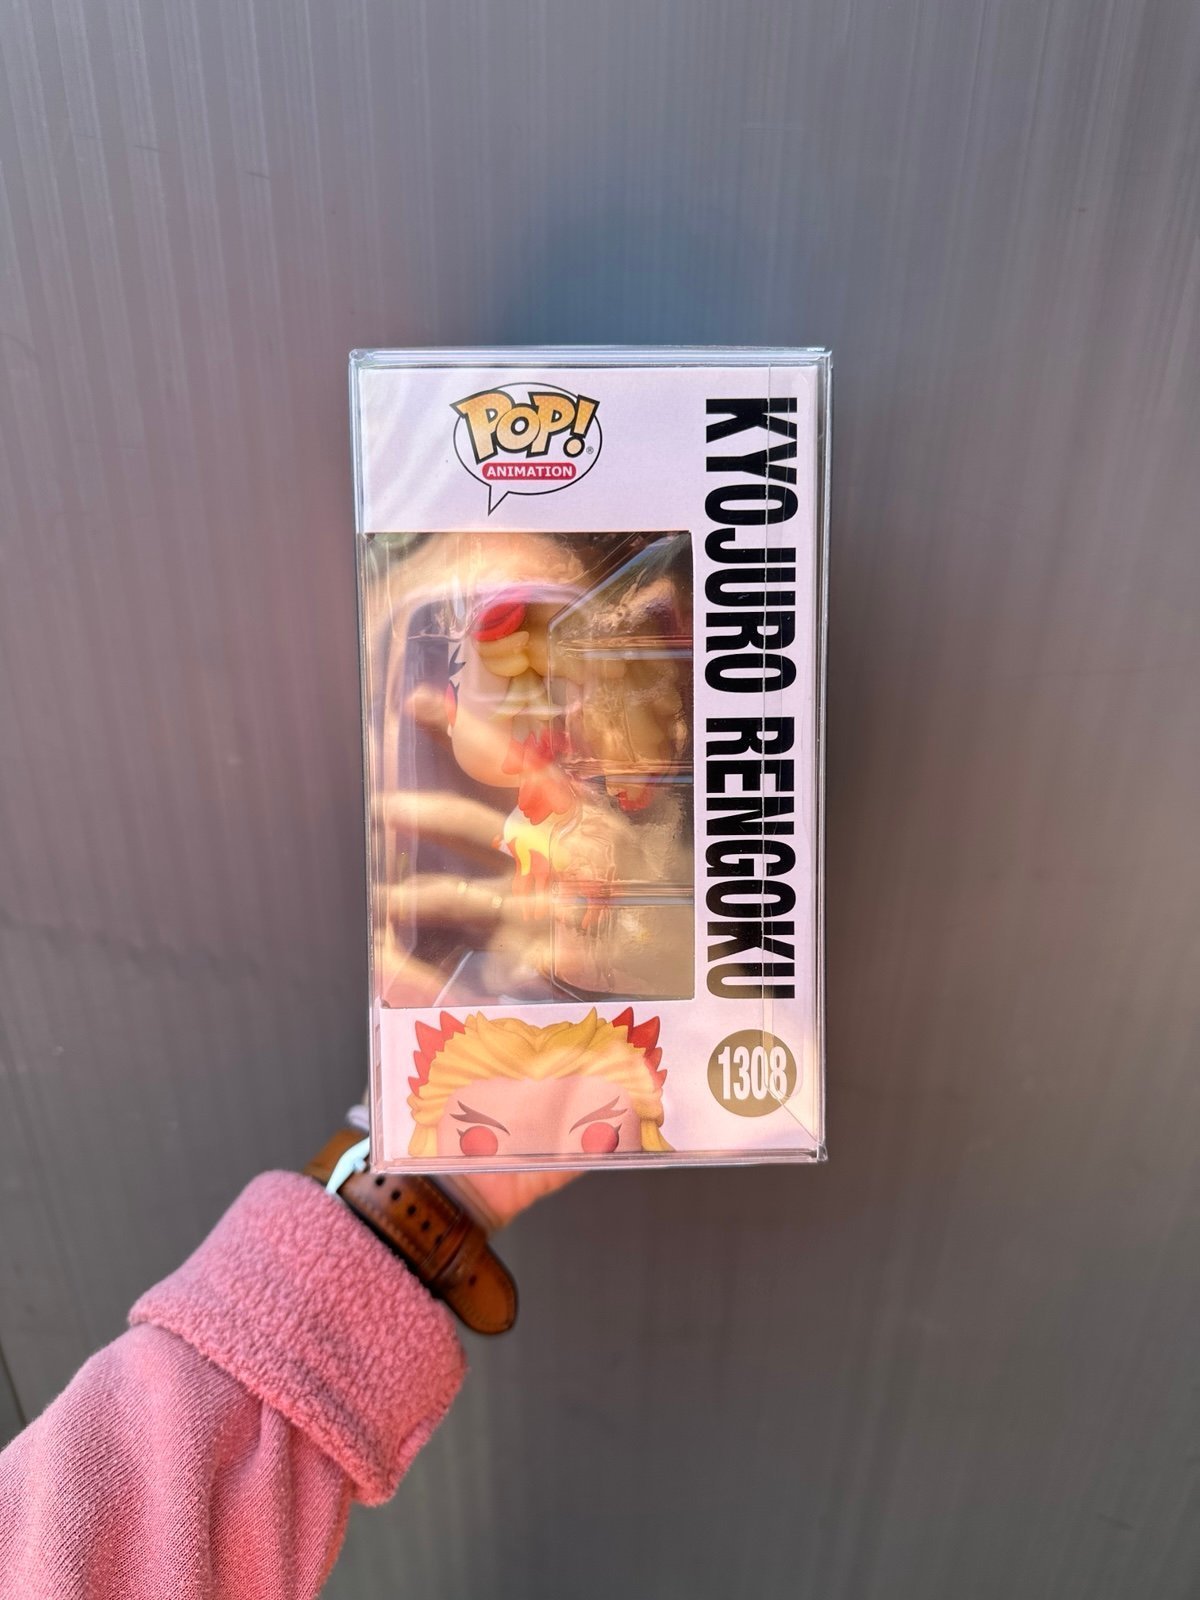 POP!
ANIMATION
KYOJURO RENGOKU
1308